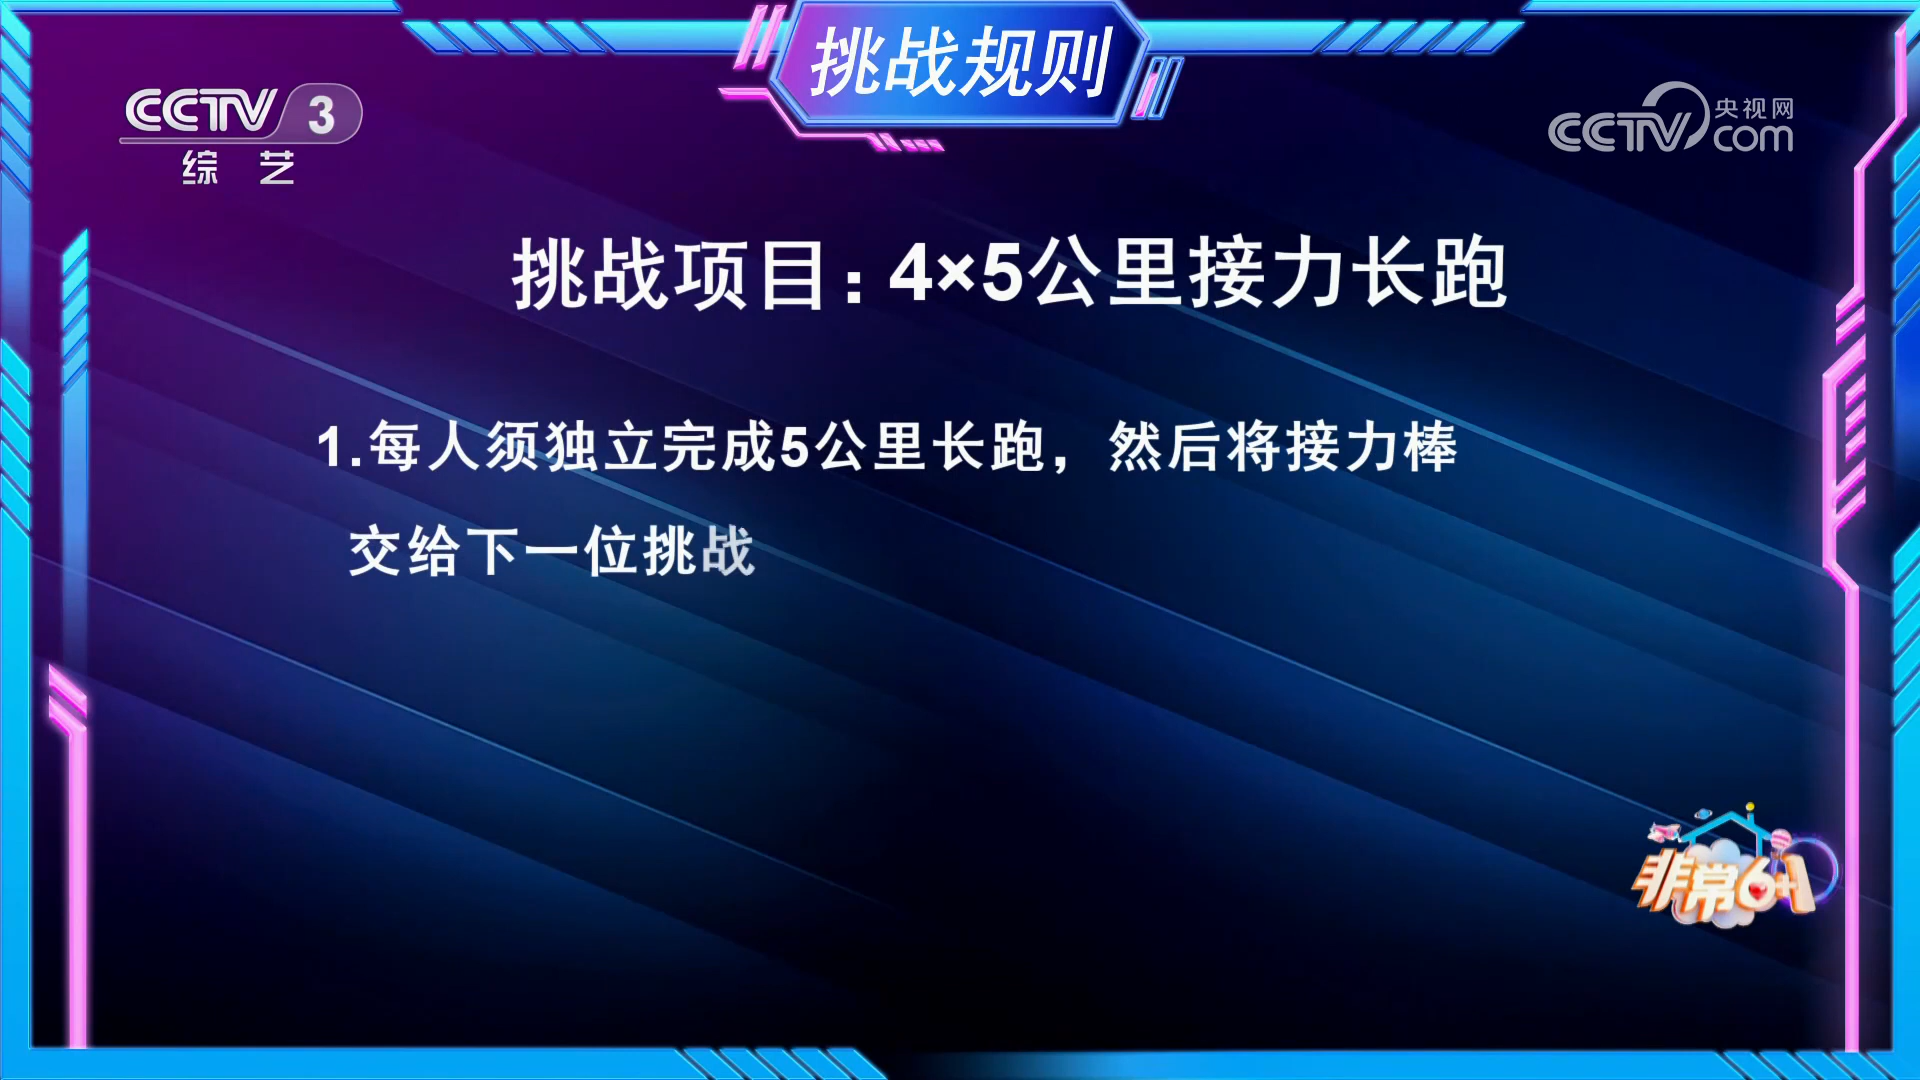 挑战规则
CCTV 3
综 艺
央视网
CCTV com
挑战项目：4×5公里接力长跑
1.每人须独立完成5公里长跑，然后将接力棒
交给下一位挑战
非常6+1